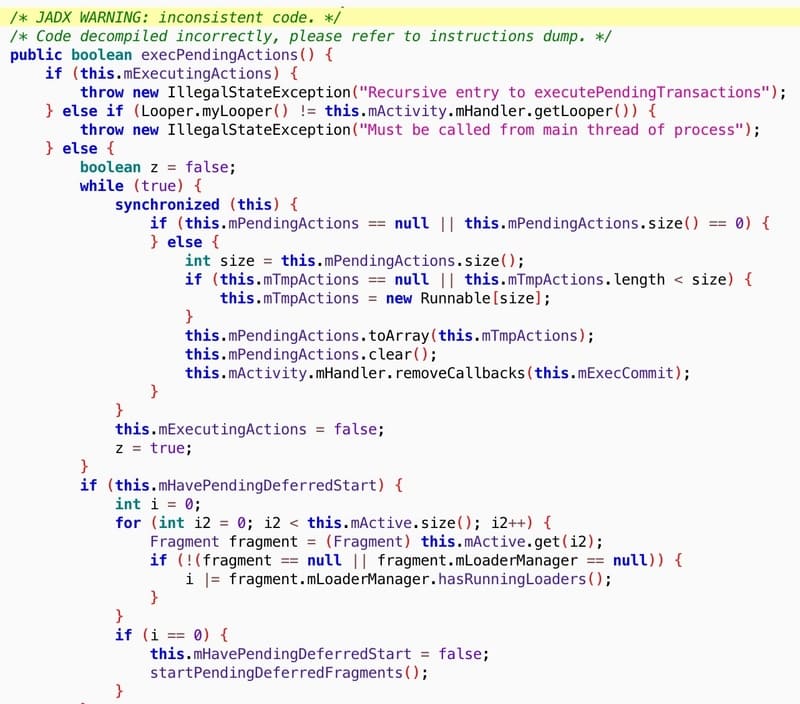 /* JADX WARNING: inconsistent code. */
/* Code decompiled incorrectly, please refer to instructions dump. */
public boolean execPendingActions() {
    if (this.mExecutingActions) {
        throw new IllegalStateException("Recursive entry to executePendingTransactions");
    } else if (Looper.myLooper() != this.mActivity.mHandler.getLooper()) {
        throw new IllegalStateException("Must be called from main thread of process");
    } else {
        boolean z = false;
        while (true) {
            synchronized (this) {
                if (this.mPendingActions == null || this.mPendingActions.size() == 0) {
                } else {
                    int size = this.mPendingActions.size();
                    if (this.mTmpActions == null || this.mTmpActions.length < size) {
                        this.mTmpActions = new Runnable[size];
                    }
                    this.mPendingActions.toArray(this.mTmpActions);
                    this.mPendingActions.clear();
                    this.mActivity.mHandler.removeCallbacks(this.mExecCommit);
                }
            }
            this.mExecutingActions = false;
            z = true;
        }
        if (this.mHavePendingDeferredStart) {
            int i = 0;
            for (int i2 = 0; i2 < this.mActive.size(); i2++) {
                Fragment fragment = (Fragment) this.mActive.get(i2);
                if (!(fragment == null || fragment.mLoaderManager == null)) {
                    i |= fragment.mLoaderManager.hasRunningLoaders();
                }
            }
            if (i == 0) {
                this.mHavePendingDeferredStart = false;
                startPendingDeferredFragments();
            }